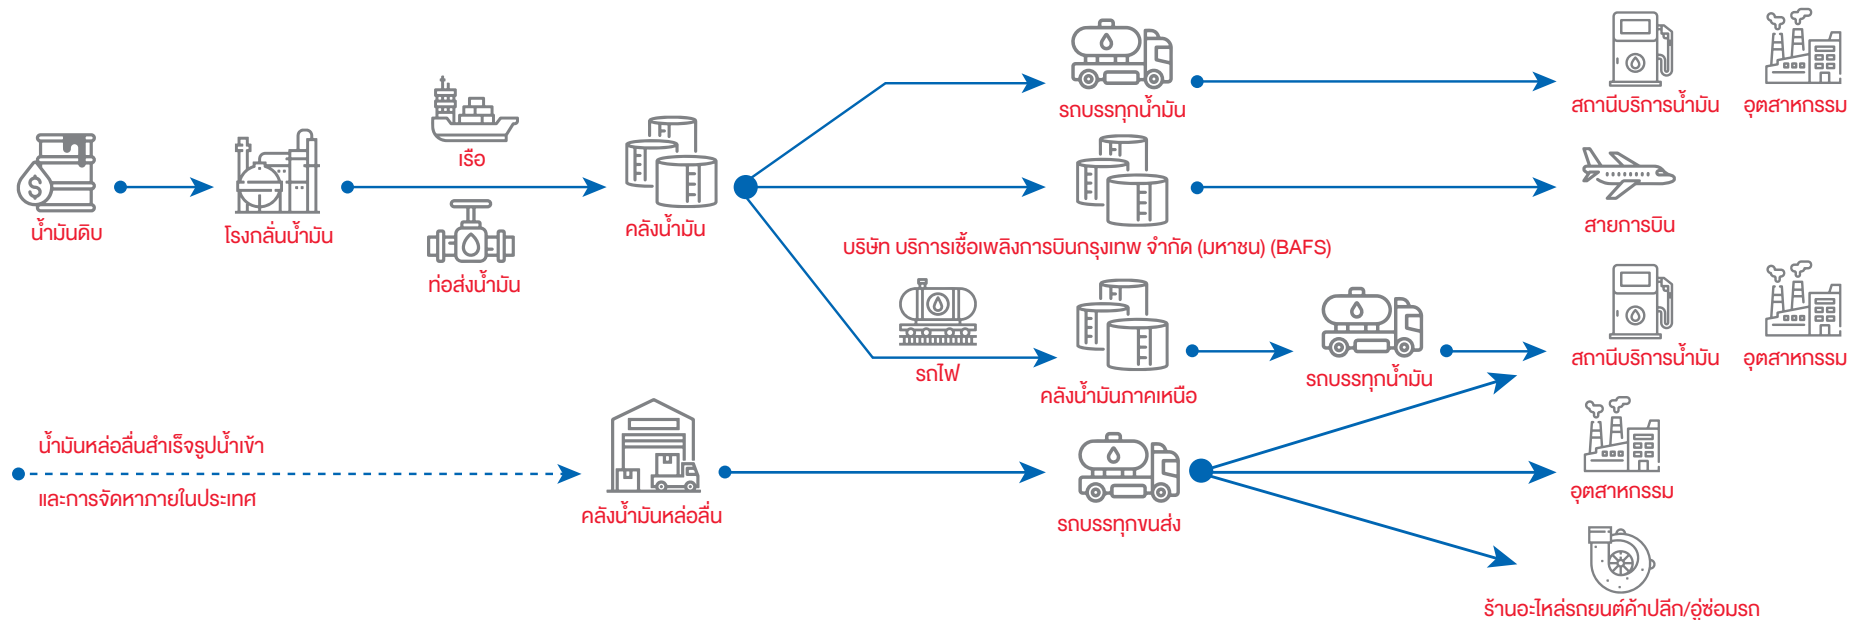 น้ำมันดิบ
โรงกลั่นน้ำมัน
เรือ
ท่อส่งน้ำมัน
คลังน้ำมัน
รถบรรทุกน้ำมัน
สถานีบริการน้ำมัน
อุตสาหกรรม
บริษัท บริการเชื้อเพลิงการบินกรุงเทพ จำกัด (มหาชน) (BAFS)
สายการบิน
รถไฟ
คลังน้ำมันภาคเหนือ
รถบรรทุกน้ำมัน
สถานีบริการน้ำมัน
อุตสาหกรรม
น้ำมันหล่อลื่นสำเร็จรูปน้ำเข้า
และการจัดหาภายในประเทศ
คลังน้ำมันหล่อลื่น
รถบรรทุกขนส่ง
อุตสาหกรรม
ร้านอะไหล่รถยนต์ค้าปลีก/อู่ซ่อมรถ